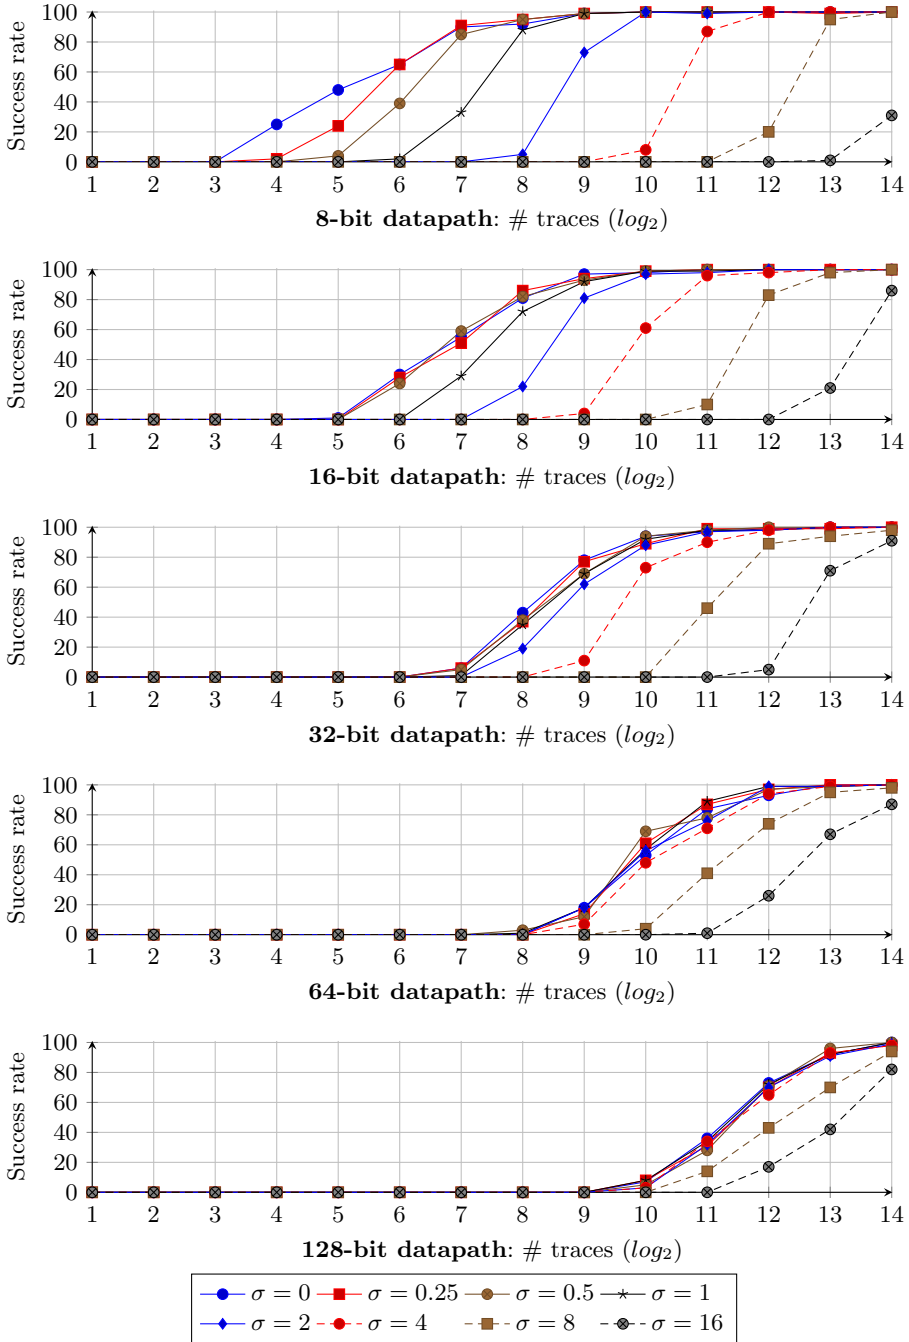 100
80
60
40
20
0
Success rate
1 2 3 4 5 6 7 8 9 10 11 12 13 14
8-bit datapath: # traces (log₂)
100
80
60
40
20
0
Success rate
1 2 3 4 5 6 7 8 9 10 11 12 13 14
16-bit datapath: # traces (log₂)
100
80
60
40
20
0
Success rate
1 2 3 4 5 6 7 8 9 10 11 12 13 14
32-bit datapath: # traces (log₂)
100
80
60
40
20
0
Success rate
1 2 3 4 5 6 7 8 9 10 11 12 13 14
64-bit datapath: # traces (log₂)
100
80
60
40
20
0
Success rate
1 2 3 4 5 6 7 8 9 10 11 12 13 14
128-bit datapath: # traces (log₂)
σ = 0 σ = 0.25 σ = 0.5 σ = 1
σ = 2 σ = 4 σ = 8 σ = 16